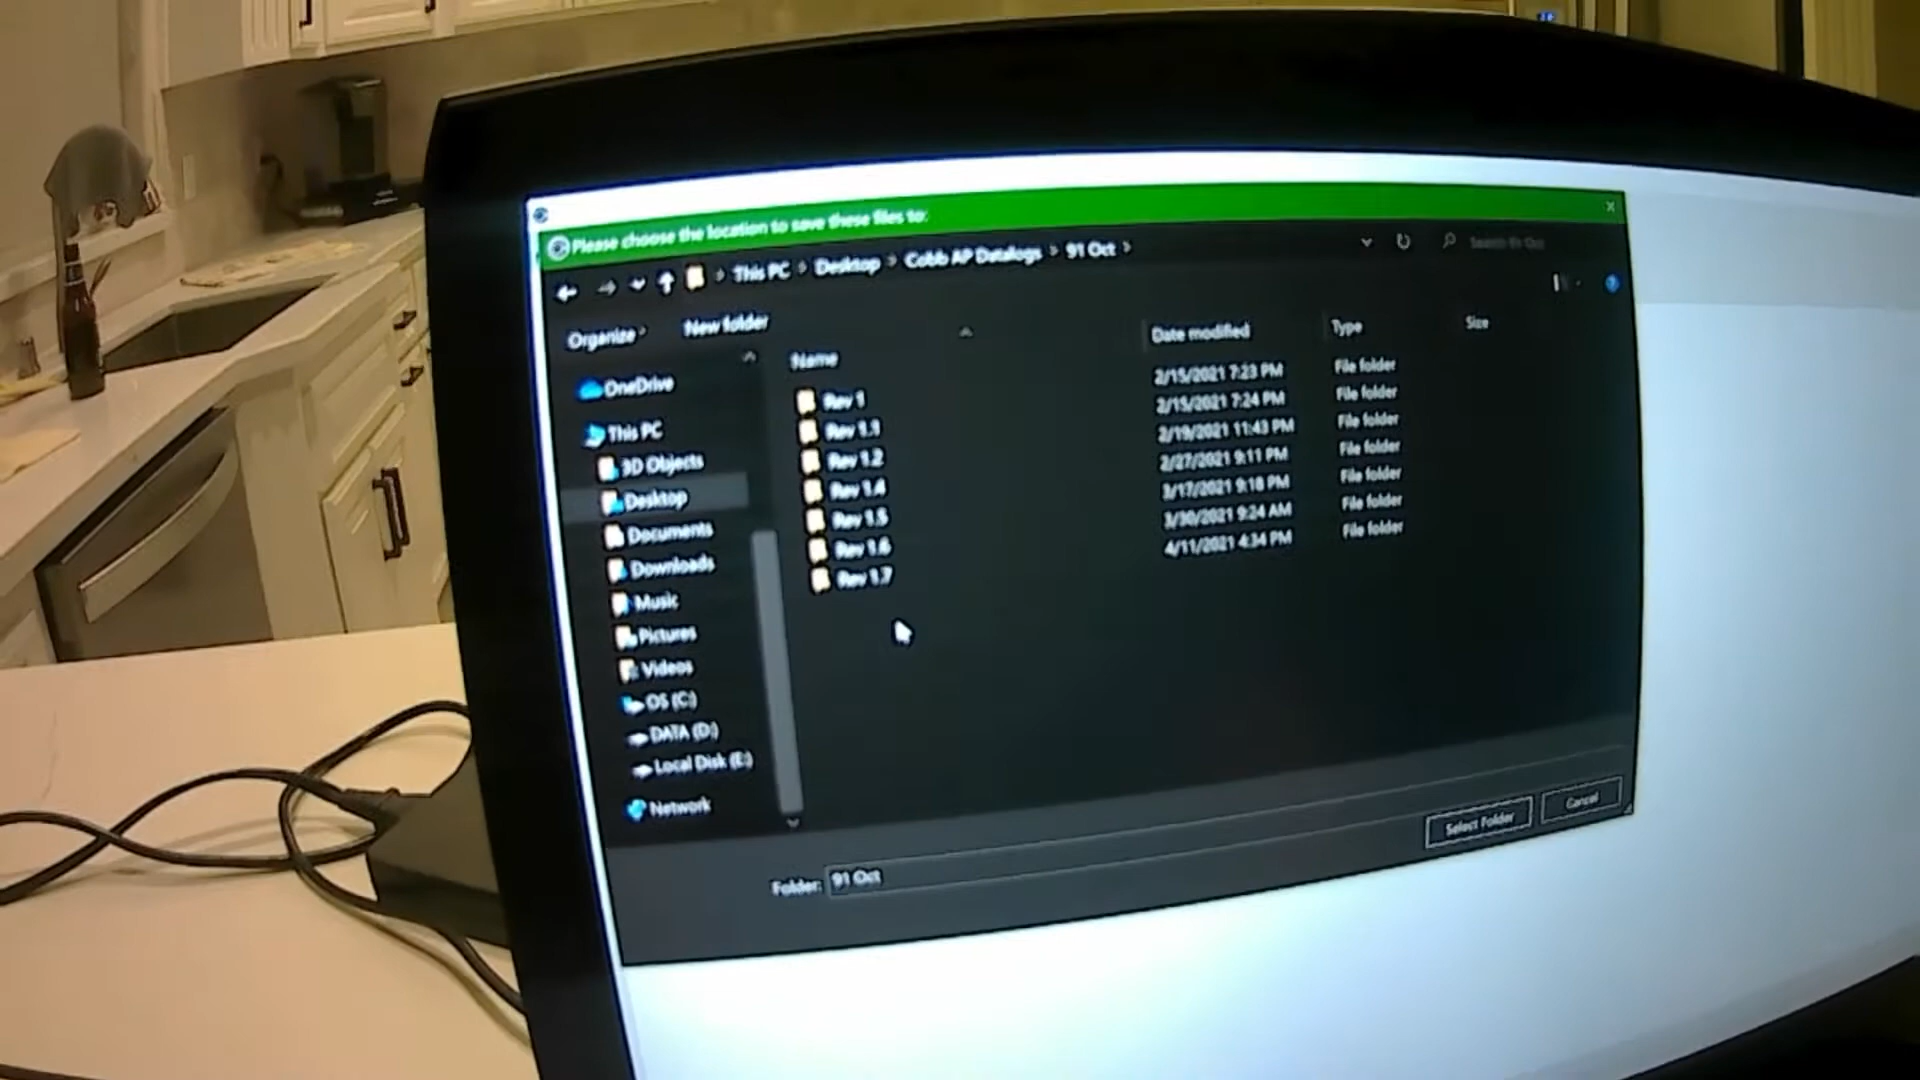 Please choose the location to save these files to:
This PC > Desktop > Cobb AP Datalogs > 91 Oct >
Search 91 Oct
Organize New folder
Name Date modified Type Size
Rev 1 2/15/2021 7:23 PM File folder
Rev 1.1 2/15/2021 7:24 PM File folder
Rev 1.2 2/19/2021 11:43 PM File folder
Rev 1.4 2/27/2021 9:11 PM File folder
Rev 1.5 3/17/2021 9:18 PM File folder
Rev 1.6 3/30/2021 9:24 AM File folder
Rev 1.7 4/11/2021 4:34 PM File folder
OneDrive
This PC
3D Objects
Desktop
Documents
Downloads
Music
Pictures
Videos
OS (C:)
DATA (D:)
Local Disk (E:)
Network
Folder: 91 Oct
Select Folder Cancel